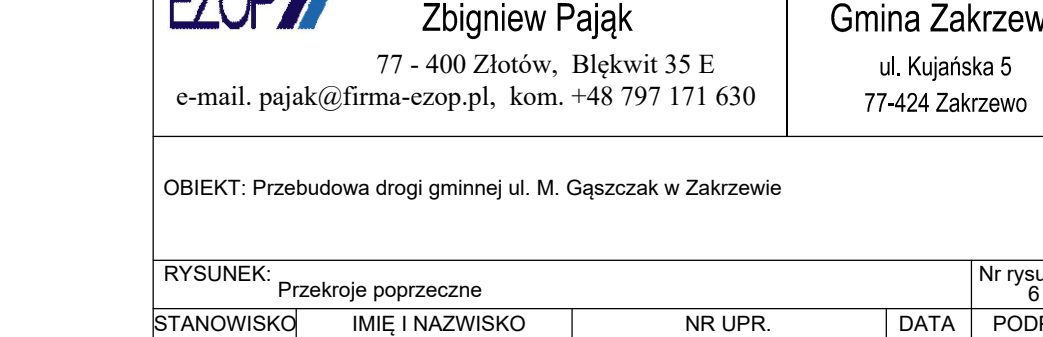 EZOP
Zbigniew Pająk
77 - 400 Złotów, Blękwit 35 E
e-mail. pajak@firma-ezop.pl, kom. +48 797 171 630
Gmina Zakrzew
ul. Kujańska 5
77-424 Zakrzewo
OBIEKT: Przebudowa drogi gminnej ul. M. Gąszczak w Zakrzewie
RYSUNEK:
Przekroje poprzeczne
Nr rysu
6
STANOWISKO IMIĘ I NAZWISKO NR UPR. DATA PODP